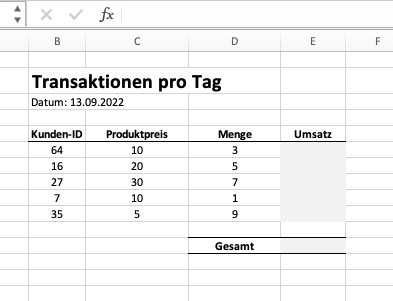 fx
B C D E F
Transaktionen pro Tag
Datum: 13.09.2022
Kunden-ID Produktpreis Menge Umsatz
64 10 3
16 20 5
27 30 7
7 10 1
35 5 9
Gesamt